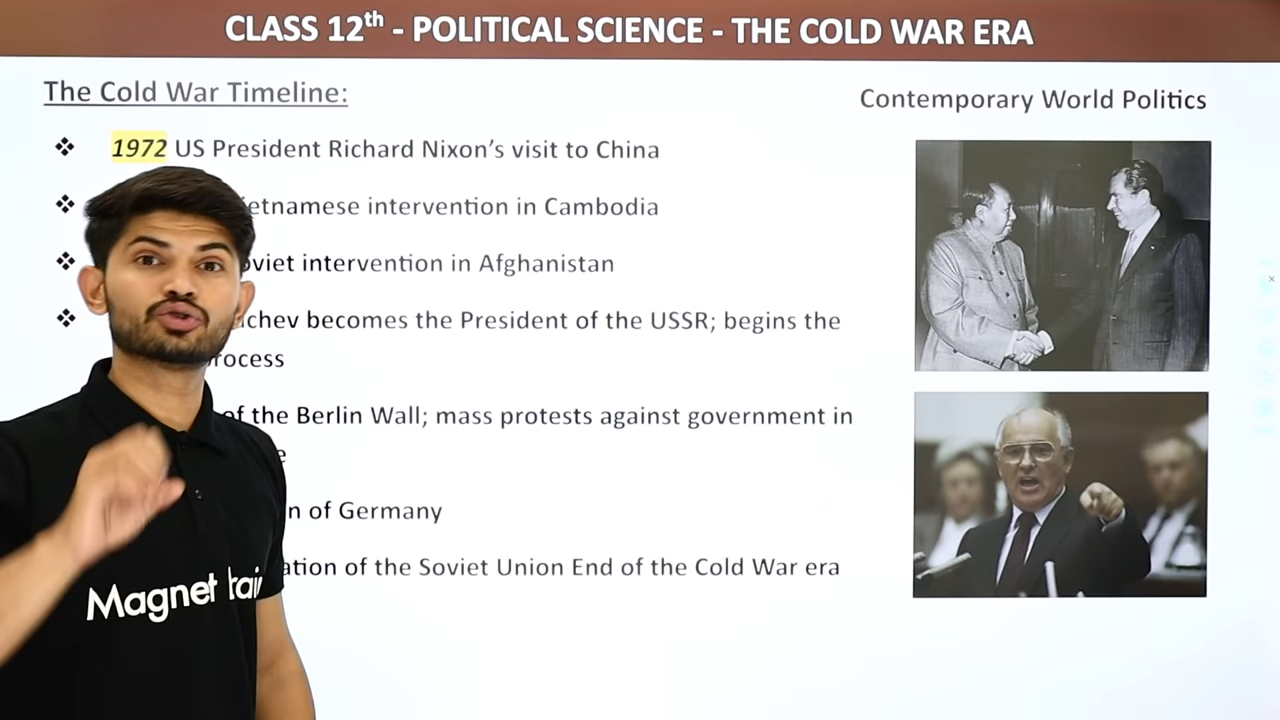 CLASS 12th - POLITICAL SCIENCE - THE COLD WAR ERA
The Cold War Timeline:
Contemporary World Politics
1972 US President Richard Nixon’s visit to China
etnamese intervention in Cambodia
oviet intervention in Afghanistan
chev becomes the President of the USSR; begins the
rocess
of the Berlin Wall; mass protests against government in
e
n of Germany
ation of the Soviet Union End of the Cold War era
Magnet